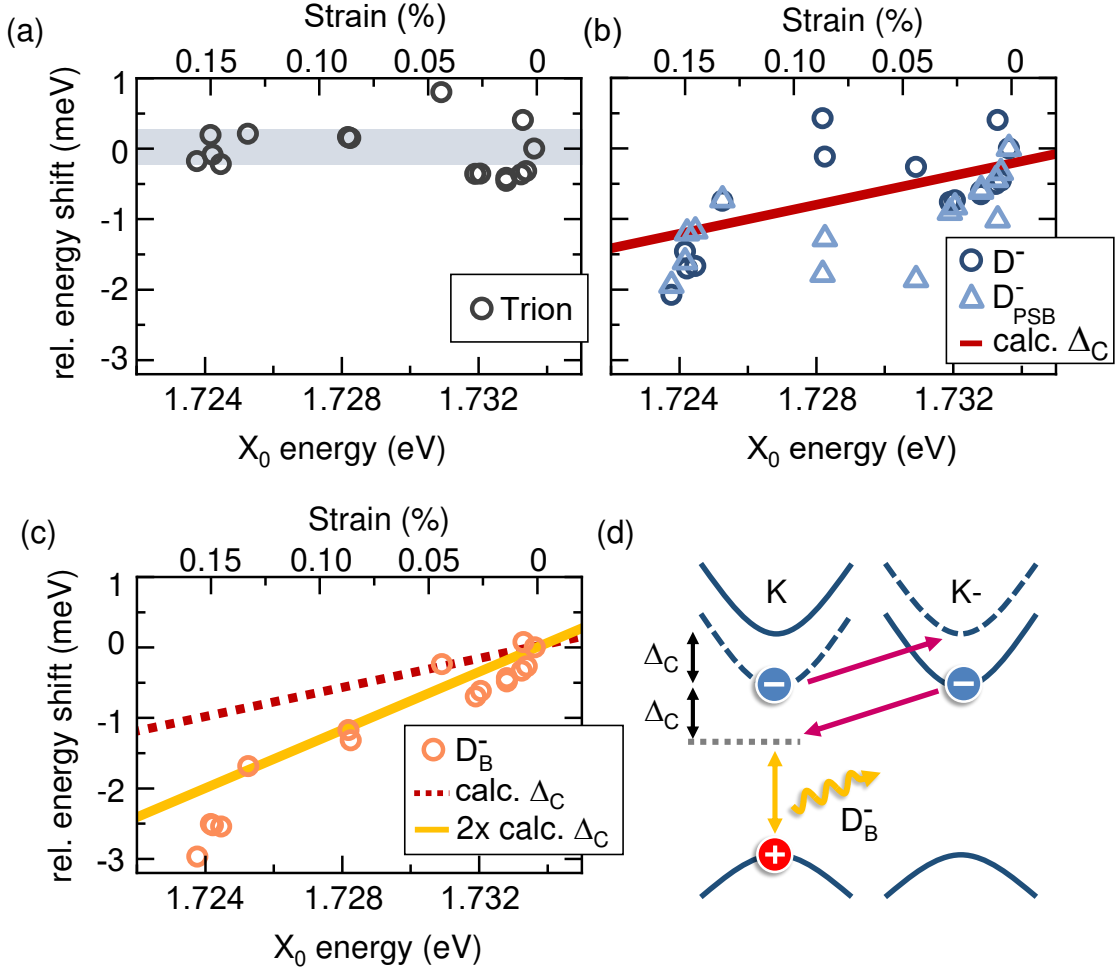 (a)
Strain (%)
0.15 0.10 0.05 0
rel. energy shift (meV)
1
0
-1
-2
-3
Trion
1.724 1.728 1.732
X₀ energy (eV)
(b)
Strain (%)
0.15 0.10 0.05 0
D⁻
D⁻PSB
calc. ΔC
1.724 1.728 1.732
X₀ energy (eV)
(c)
Strain (%)
0.15 0.10 0.05 0
rel. energy shift (meV)
1
0
-1
-2
-3
D⁻B
calc. ΔC
2x calc. ΔC
1.724 1.728 1.732
X₀ energy (eV)
(d)
K K-
ΔC
ΔC
− −
D⁻B
+